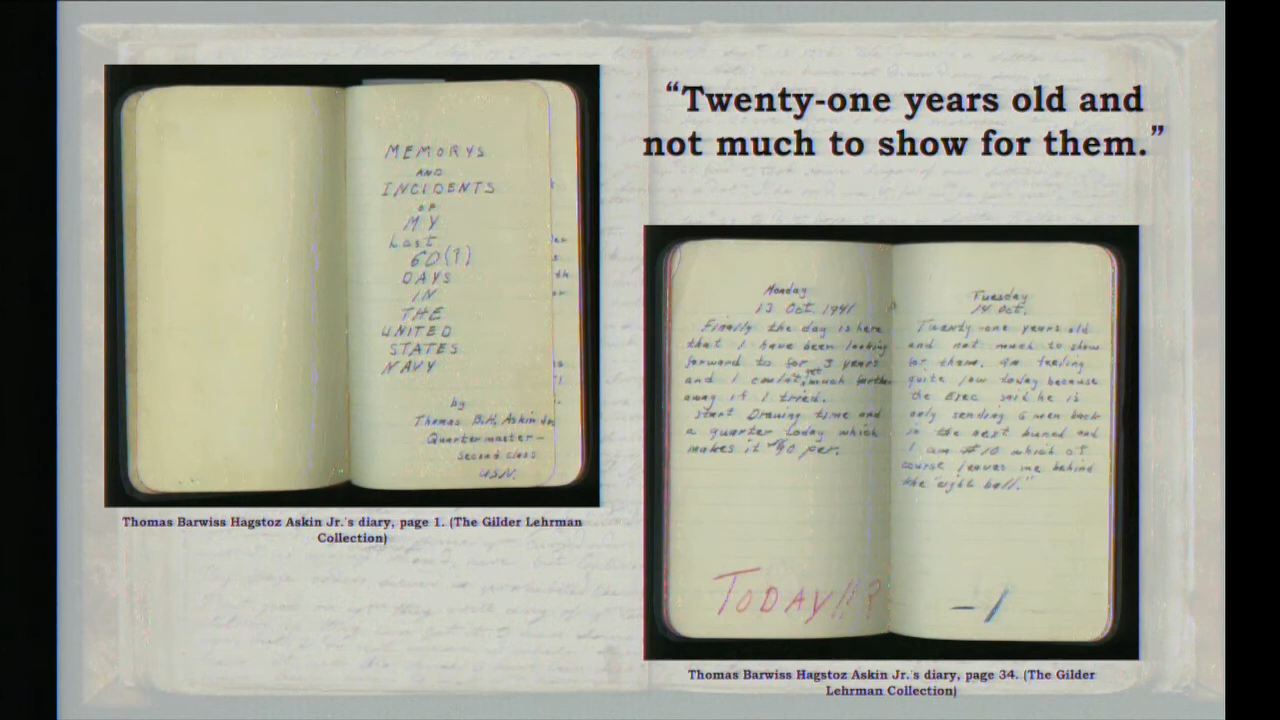 MEMORYS
AND
INCIDENTS
OF
MY
Last
60(?)
DAYS
IN
THE
UNITED
STATES
NAVY
by
Thomas B.H. Askin Jr.
Quartermaster—
second class
U.S.N.
Thomas Barwiss Hagstoz Askin Jr.'s diary, page 1. (The Gilder Lehrman
Collection)
“Twenty-one years old and
not much to show for them.”
Monday
13 Oct. 1941
Finally the day is here
that I have been looking
forward to for 3 years
and I couldn't get much farther
away if I tried.
start Drawing time and
a quarter today which
makes it $90 per.
TODAY!!?
Tuesday
14 Oct.
Twenty-one years old
and not much to show
for them. am feeling
quite low today because
the Exec said he is
only sending 6 men back
in the next bunch and
I am #10 which of
course leaves me behind
the "eight ball."
—1
Thomas Barwiss Hagstoz Askin Jr.'s diary, page 34. (The Gilder
Lehrman Collection)